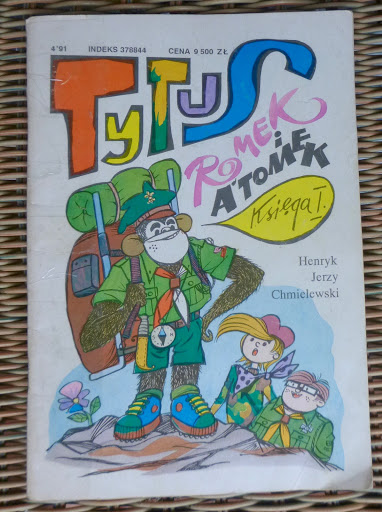 4'91 INDEKS 378844 CENA 9 500 ZŁ
TYTUS
ROMEK
i
A'TOMEK
Księga I.
Henryk
Jerzy
Chmielewski